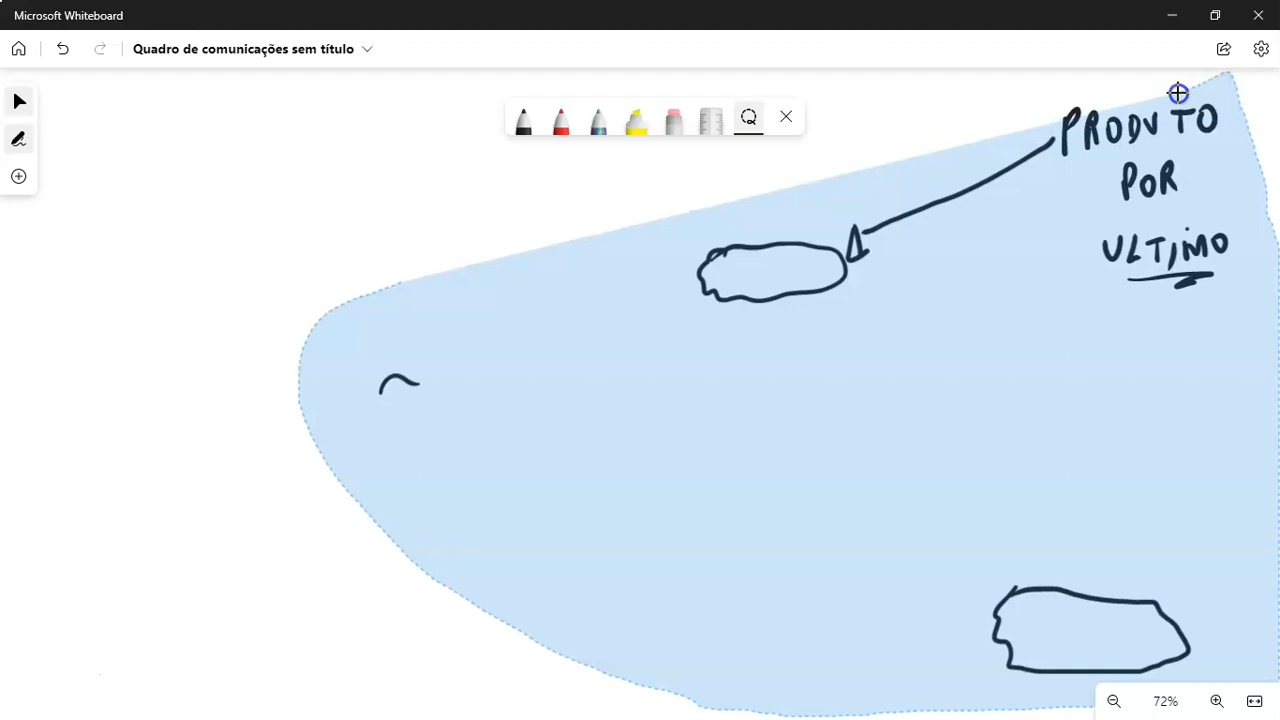 Microsoft Whiteboard
Quadro de comunicações sem título
PRODUTO
POR
ULTIMO
72%